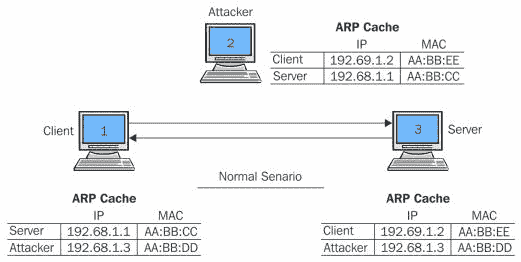 Attacker
2
ARP Cache
IP MAC
Client 192.69.1.2 AA:BB:EE
Server 192.68.1.1 AA:BB:CC
Client 1 3 Server
Normal Senario
ARP Cache
IP MAC
Server 192.68.1.1 AA:BB:CC
Attacker 192.68.1.3 AA:BB:DD
ARP Cache
IP MAC
Client 192.69.1.2 AA:BB:EE
Attacker 192.68.1.3 AA:BB:DD